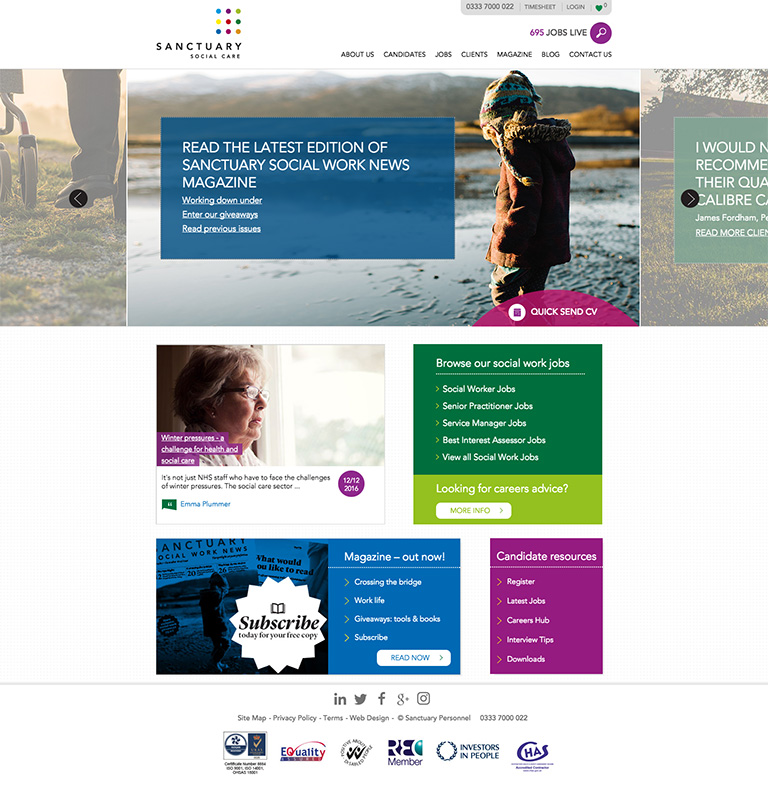 0333 7000 022 TIMESHEET LOGIN 0
SANCTUARY
SOCIAL CARE
695 JOBS LIVE
ABOUT US CANDIDATES JOBS CLIENTS MAGAZINE BLOG CONTACT US
READ THE LATEST EDITION OF
SANCTUARY SOCIAL WORK NEWS
MAGAZINE
Working down under
Enter our giveaways
Read previous issues
I WOULD N
RECOMME
THEIR QUA
CALIBRE CA
James Fordham, Pe
READ MORE CLIEN
QUICK SEND CV
Winter pressures - a
challenge for health and
social care
It's not just NHS staff who have to face the challenges
of winter pressures. The social care sector ...
12/12
2016
Emma Plummer
Browse our social work jobs
Social Worker Jobs
Senior Practitioner Jobs
Service Manager Jobs
Best Interest Assessor Jobs
View all Social Work Jobs
Looking for careers advice?
MORE INFO
SANCTUARY
SOCIAL WORK NEWS
What would
you like to read
Subscribe
today for your free copy
Magazine – out now!
Crossing the bridge
Work life
Giveaways: tools & books
Subscribe
READ NOW
Candidate resources
Register
Latest Jobs
Careers Hub
Interview Tips
Downloads
Site Map - Privacy Policy - Terms - Web Design - © Sanctuary Personnel 0333 7000 022
Certificate Number 6066
ISO 9001, ISO 14001,
OHSAS 18001
EQuality
ASSURED
POSITIVE ABOUT
DISABLED PEOPLE
REC
Member
INVESTORS
IN PEOPLE
CHAS
Accredited Contractor